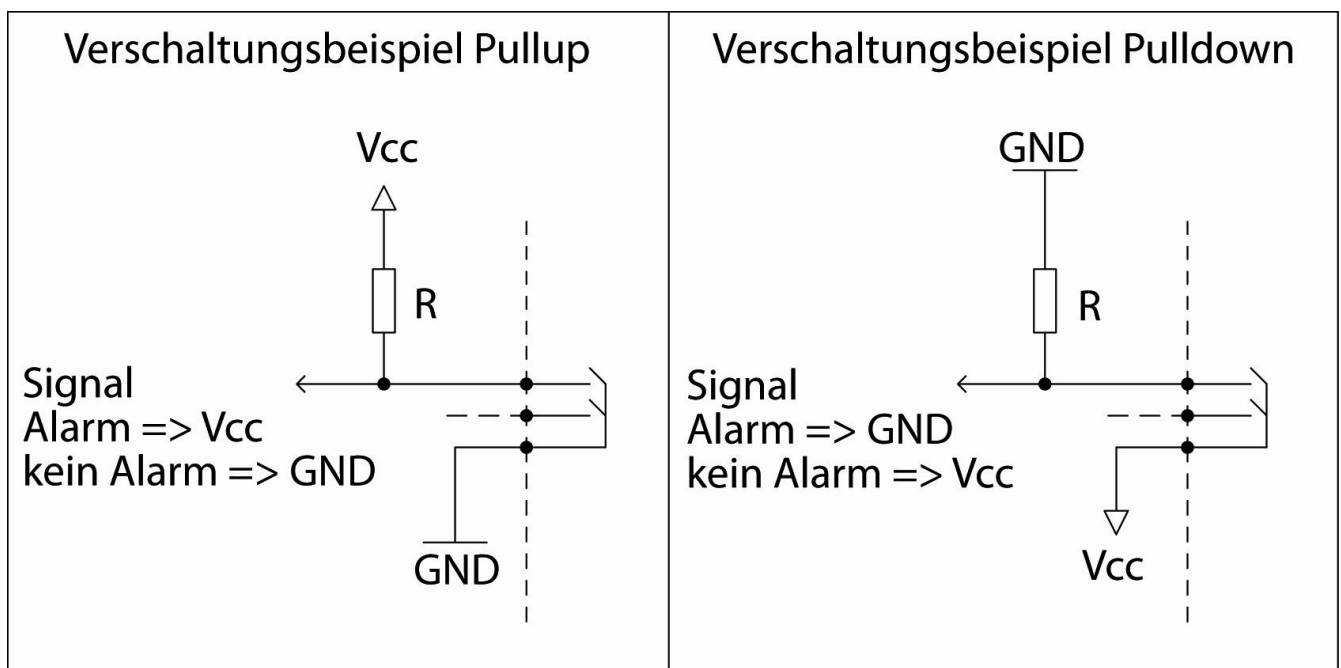 Verschaltungsbeispiel Pullup
Vcc
R
Signal
Alarm => Vcc
kein Alarm => GND
GND
Verschaltungsbeispiel Pulldown
GND
R
Signal
Alarm => GND
kein Alarm => Vcc
Vcc